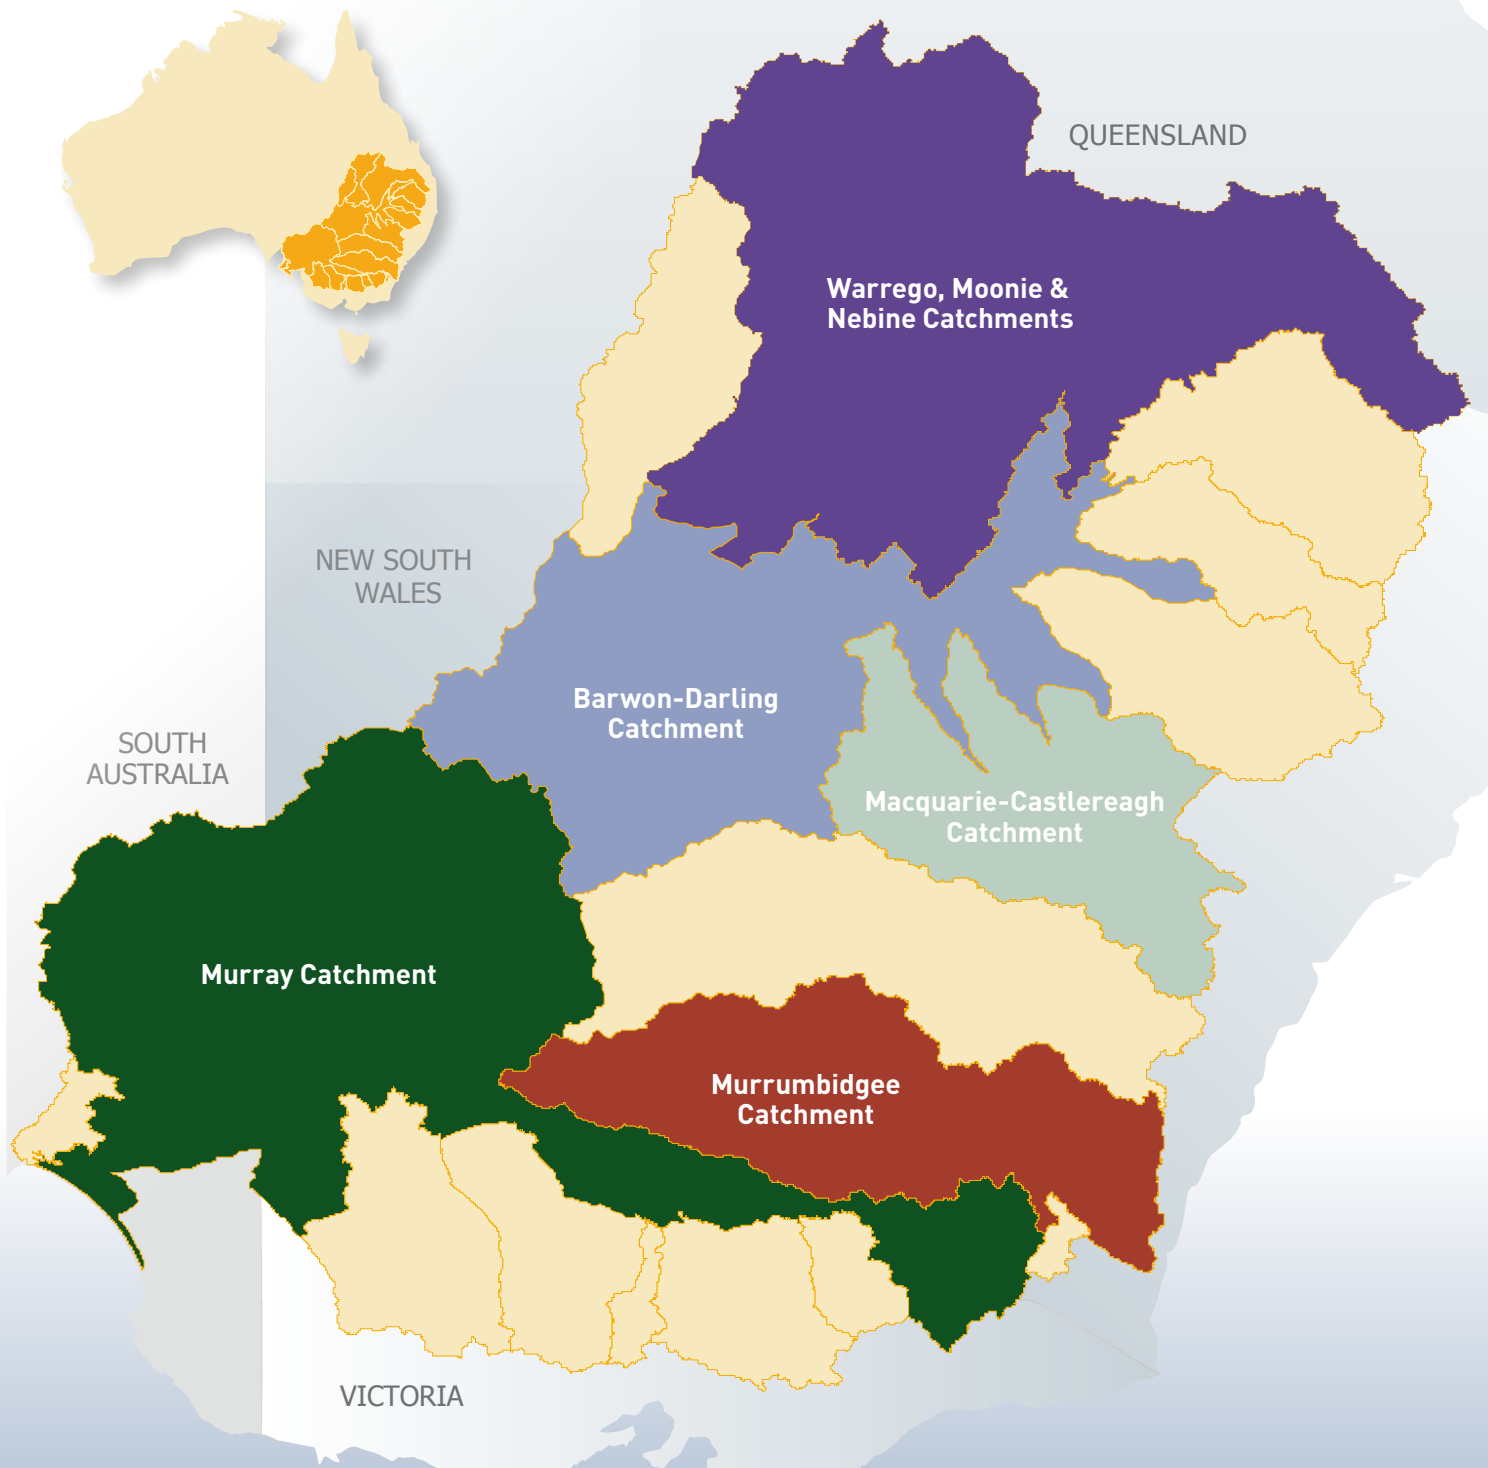 QUEENSLAND
Warrego, Moonie &
Nebine Catchments
NEW SOUTH
WALES
Barwon-Darling
Catchment
SOUTH
AUSTRALIA
Macquarie-Castlereagh
Catchment
Murray Catchment
Murrumbidgee
Catchment
VICTORIA